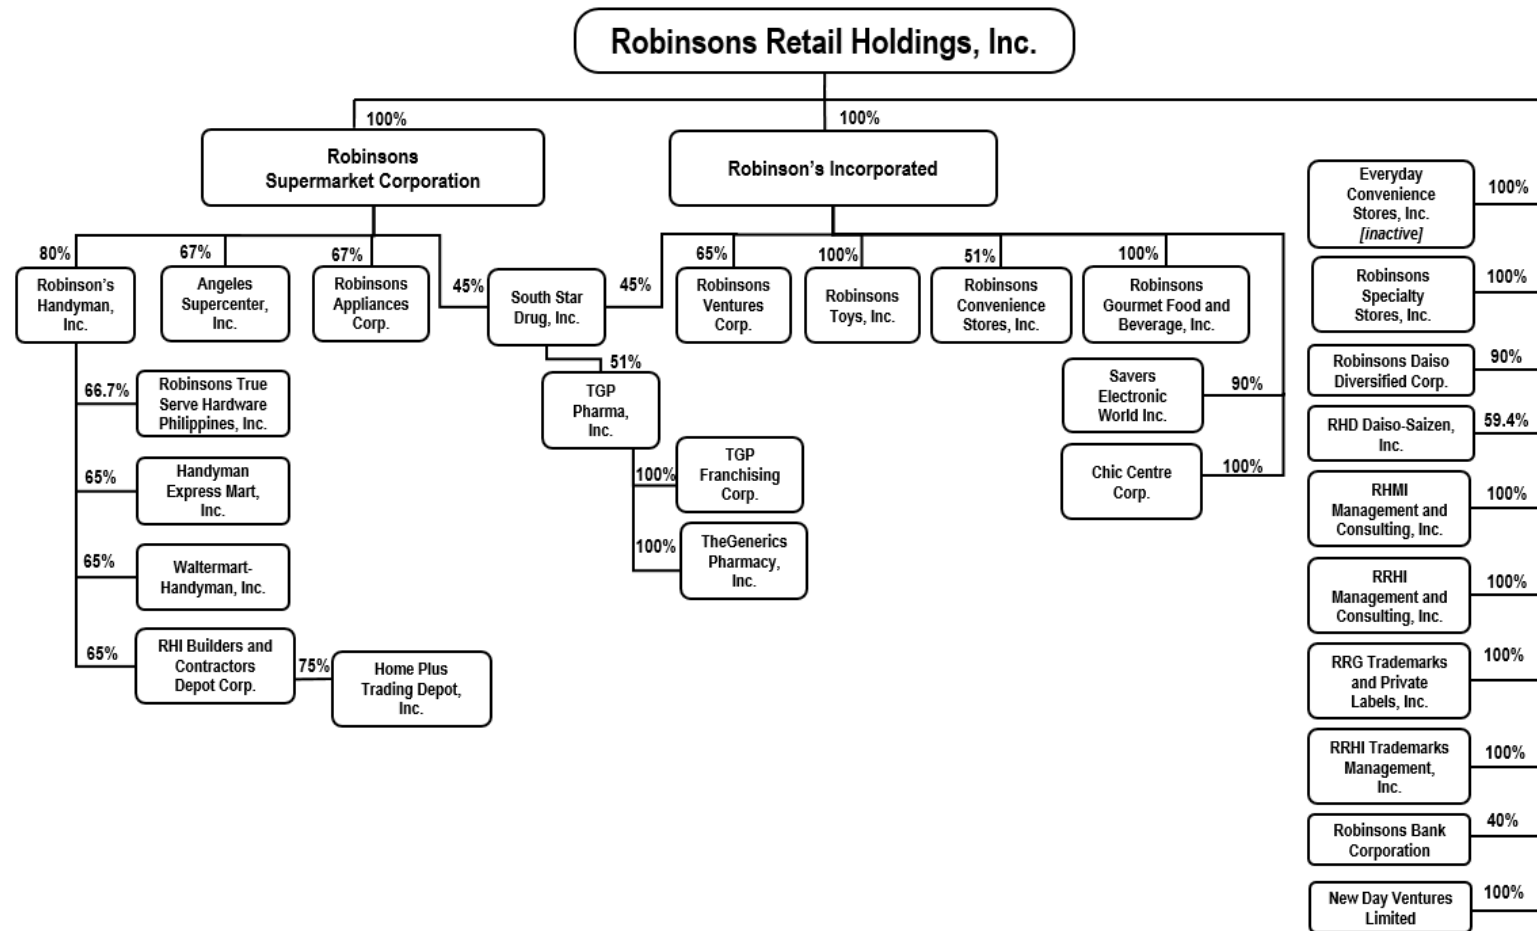 Robinsons Retail Holdings, Inc.
100%
100%
Robinsons
Supermarket Corporation
Robinson's Incorporated
80%
67%
67%
45%
45%
65%
100%
51%
100%
Robinson's
Handyman,
Inc.
Angeles
Supercenter,
Inc.
Robinsons
Appliances
Corp.
South Star
Drug, Inc.
Robinsons
Ventures
Corp.
Robinsons
Toys, Inc.
Robinsons
Convenience
Stores, Inc.
Robinsons
Gourmet Food and
Beverage, Inc.
66.7%
Robinsons True
Serve Hardware
Philippines, Inc.
65%
Handyman
Express Mart,
Inc.
65%
Waltermart-
Handyman, Inc.
65%
RHI Builders and
Contractors
Depot Corp.
75%
Home Plus
Trading Depot,
Inc.
51%
TGP
Pharma,
Inc.
100%
TGP
Franchising
Corp.
100%
TheGenerics
Pharmacy,
Inc.
Savers
Electronic
World Inc.
90%
Chic Centre
Corp.
100%
Everyday
Convenience
Stores, Inc.
[inactive]
100%
Robinsons
Specialty
Stores, Inc.
100%
Robinsons Daiso
Diversified Corp.
90%
RHD Daiso-Saizen,
Inc.
59.4%
RHMI
Management and
Consulting, Inc.
100%
RRHI
Management and
Consulting, Inc.
100%
RRG Trademarks
and Private
Labels, Inc.
100%
RRHI Trademarks
Management,
Inc.
100%
Robinsons Bank
Corporation
40%
New Day Ventures
Limited
100%